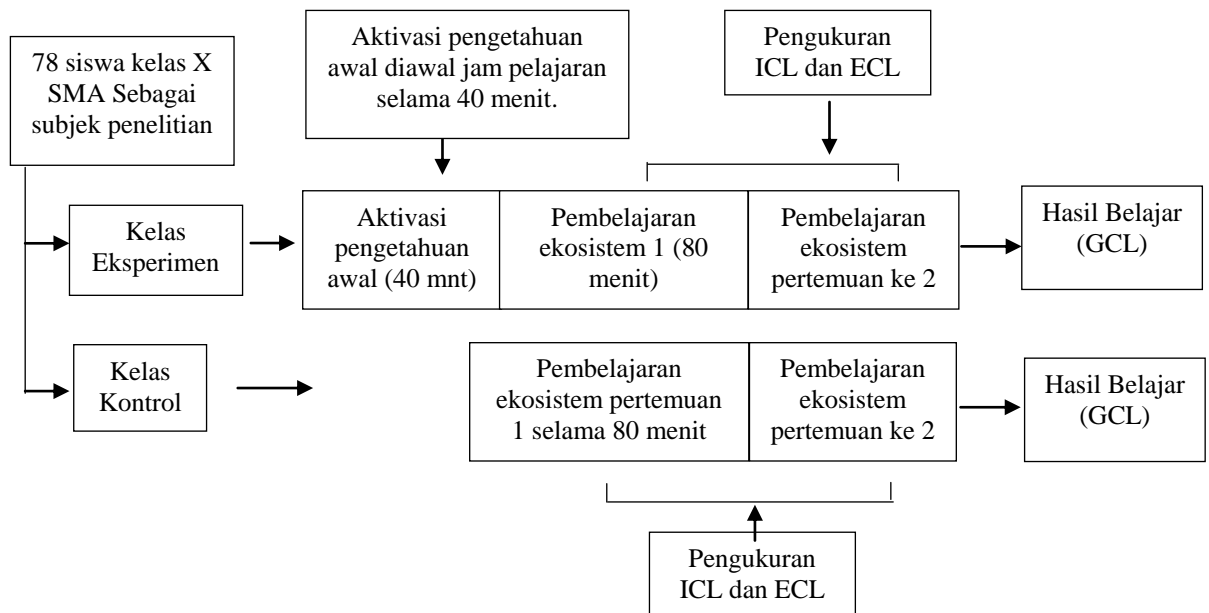 78 siswa kelas X
SMA Sebagai
subjek penelitian
Aktivasi pengetahuan
awal diawal jam pelajaran
selama 40 menit.
Pengukuran
ICL dan ECL
Kelas
Eksperimen
Aktivasi
pengetahuan
awal (40 mnt)
Pembelajaran
ekosistem 1 (80
menit)
Pembelajaran
ekosistem
pertemuan ke 2
Hasil Belajar
(GCL)
Kelas
Kontrol
Pembelajaran
ekosistem pertemuan
1 selama 80 menit
Pembelajaran
ekosistem
pertemuan ke 2
Hasil Belajar
(GCL)
Pengukuran
ICL dan ECL